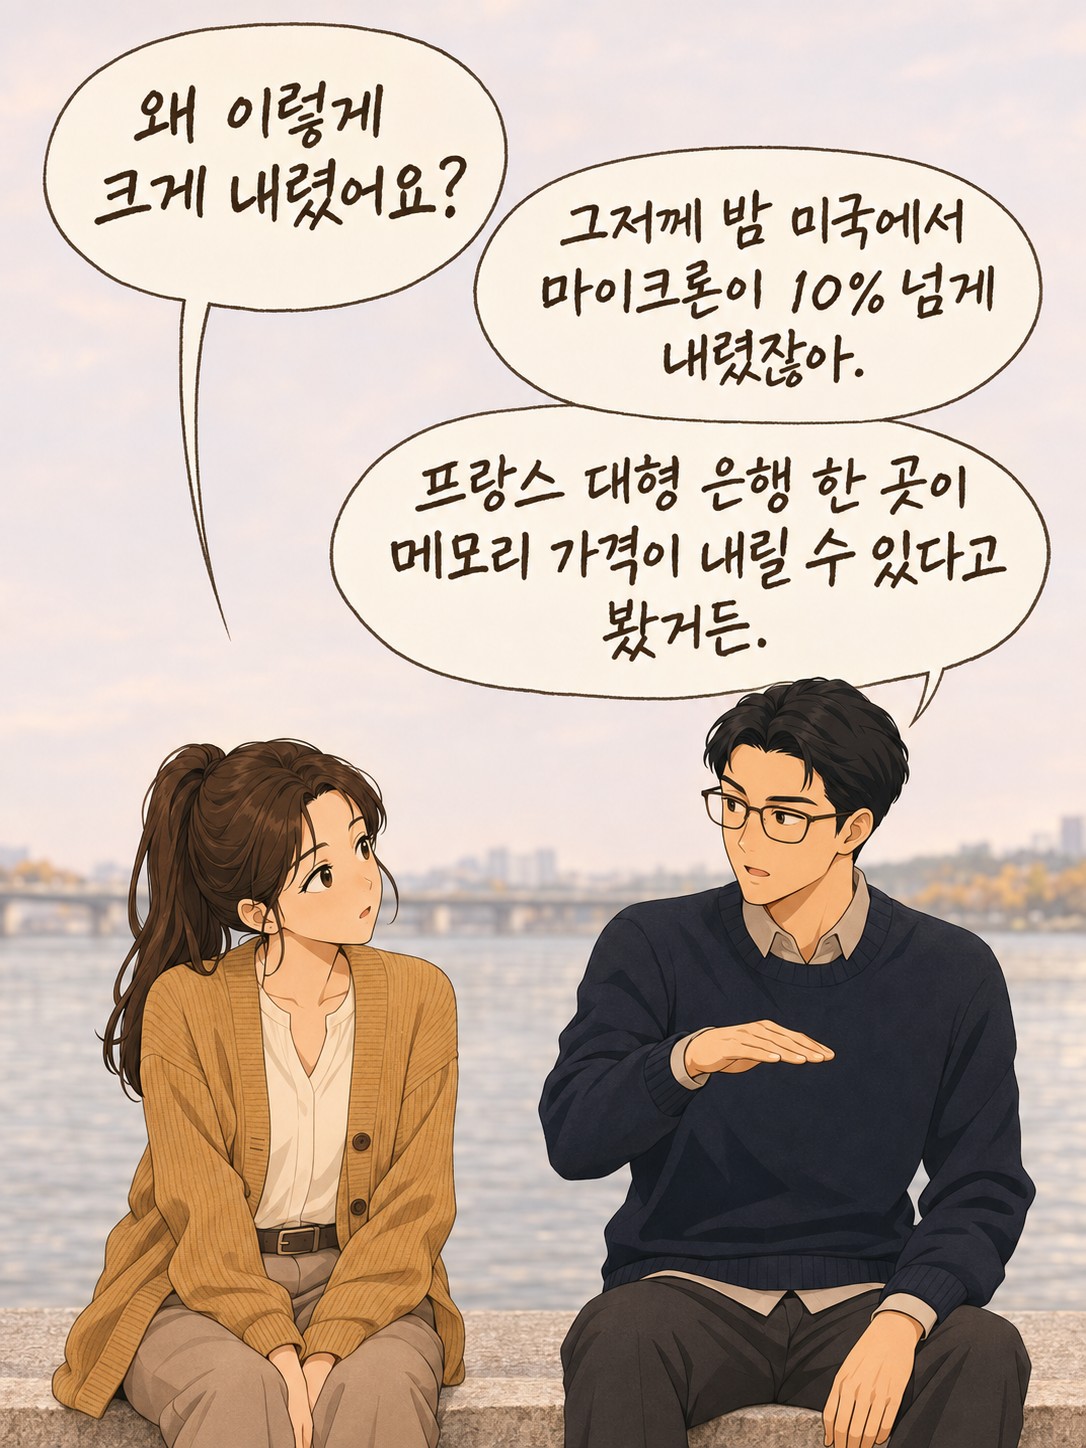 왜 이렇게
크게 내렸어요?
그저께 밤 미국에서
마이크론이 10% 넘게
내렸잖아.
프랑스 대형 은행 한 곳이
메모리 가격이 내릴 수 있다고
봤거든.